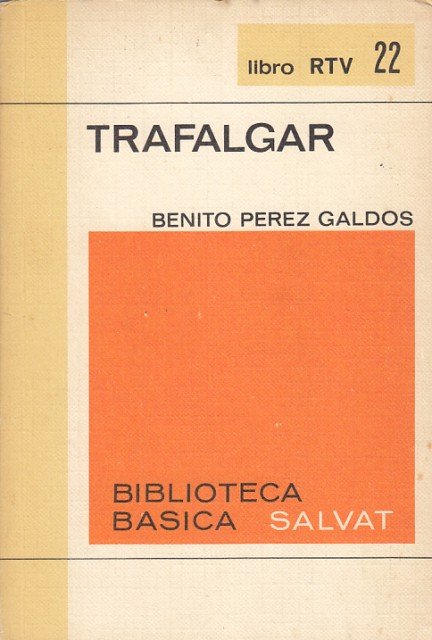 libro RTV 22
TRAFALGAR
BENITO PEREZ GALDOS
BIBLIOTECA
BASICA SALVAT